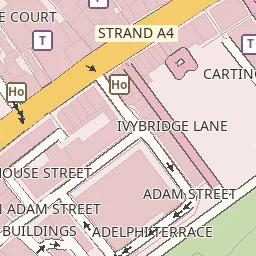 E COURT
T
STRAND A4
T
CARTING
Ho
Ho
IVYBRIDGE LANE
HOUSE STREET
ADAM STREET
N ADAM STREET
BUILDINGS
ADELPHI TERRACE